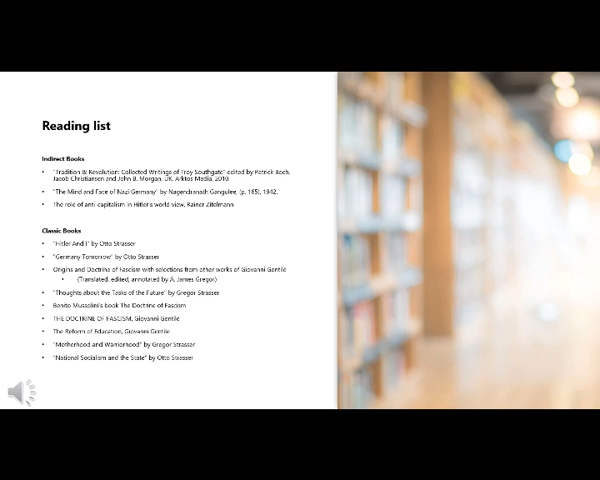 Reading list
Indirect Books
• "Tradition & Revolution: Collected Writings of Troy Southgate" edited by Patrick Boch,
Jacob Christiansen and John B. Morgan, UK, Arktos Media, 2010
• "The Mind and Face of Nazi Germany" by Nagendranath Gangulee, (p, 165), 1942.
• The role of anti-capitalism in Hitler's world view, Rainer Zitelmann
Classic Books
• "Hitler And I" by Otto Strasser
• "Germany Tomorrow" by Otto Strasser
• Origins and Doctrine of Fascism with selections from other works of Giovanni Gentile
• (Translated, edited, annotated by A. James Gregor)
• "Thoughts about the Tasks of the Future" by Gregor Strasser
• Benito Mussolini's book The Doctrine of Fascism
• THE DOCTRINE OF FASCISM, Giovanni Gentile
• The Reform of Education, Giovanni Gentile
• "Motherhood and Warriorhood" by Gregor Strasser
• "National Socialism and the State" by Otto Strasser